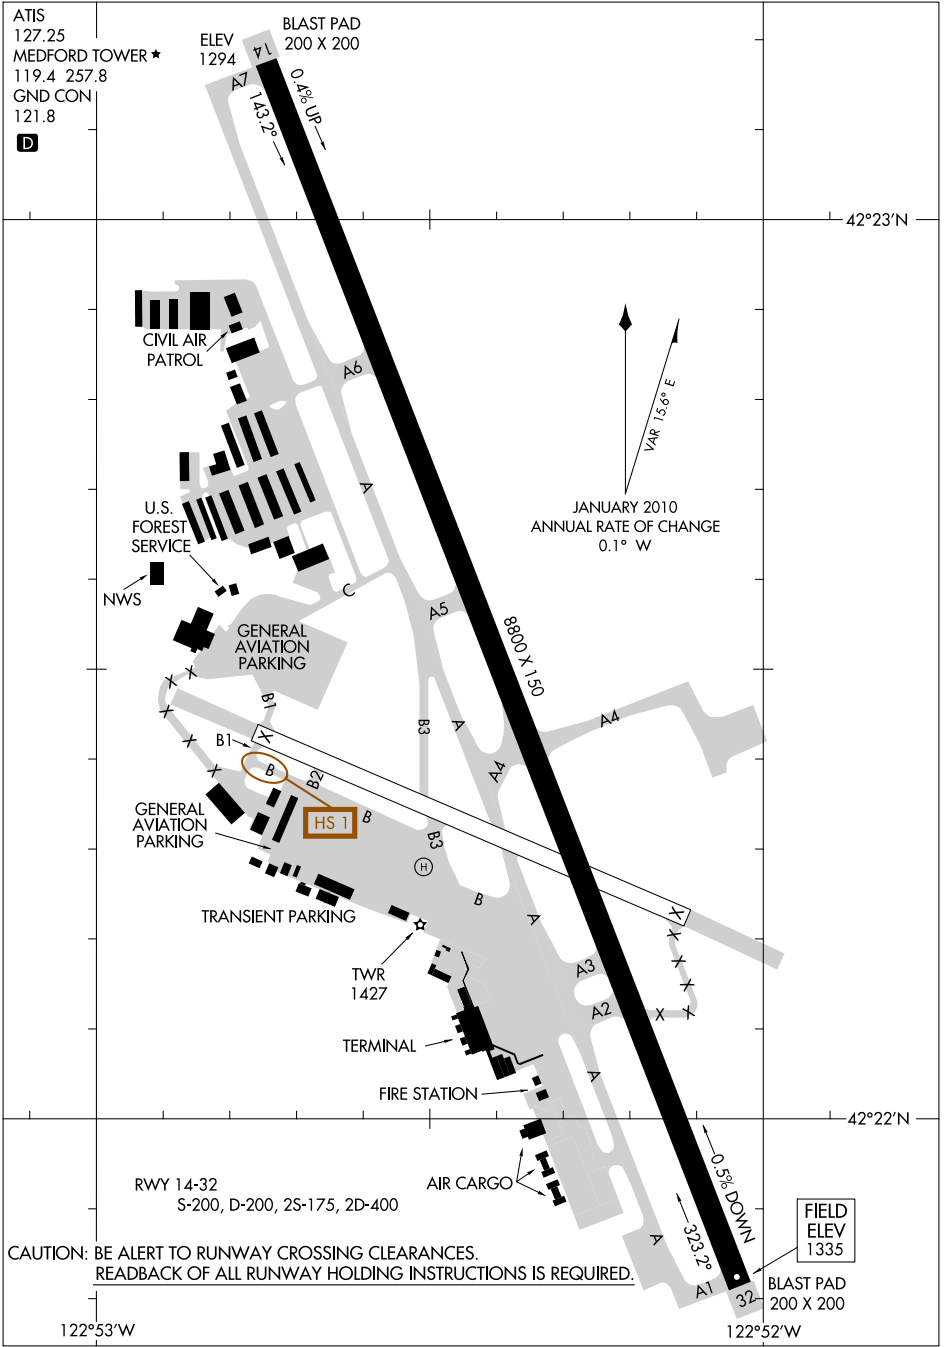 ATIS
127.25
MEDFORD TOWER ★
119.4 257.8
GND CON
121.8
D
ELEV
1294
BLAST PAD
200 X 200
14
A7
143.2°
0.4% UP
42°23'N
CIVIL AIR
PATROL
A6
VAR 15.6° E
A
JANUARY 2010
ANNUAL RATE OF CHANGE
0.1° W
U.S.
FOREST
SERVICE
NWS
C
A5
8800 X 150
GENERAL
AVIATION
PARKING
B1
B3
A
A4
A4
X
X
X
X
X
X
B1
B
B2
HS 1
B
B3
GENERAL
AVIATION
PARKING
H
B
A
TRANSIENT PARKING
X
X
X
X
X
X
TWR
1427
A3
A2
TERMINAL
A
FIRE STATION
42°22'N
AIR CARGO
RWY 14-32
S-200, D-200, 2S-175, 2D-400
0.5% DOWN
323.2°
A
FIELD
ELEV
1335
CAUTION: BE ALERT TO RUNWAY CROSSING CLEARANCES.
READBACK OF ALL RUNWAY HOLDING INSTRUCTIONS IS REQUIRED.
A1
32
BLAST PAD
200 X 200
122°53'W
122°52'W